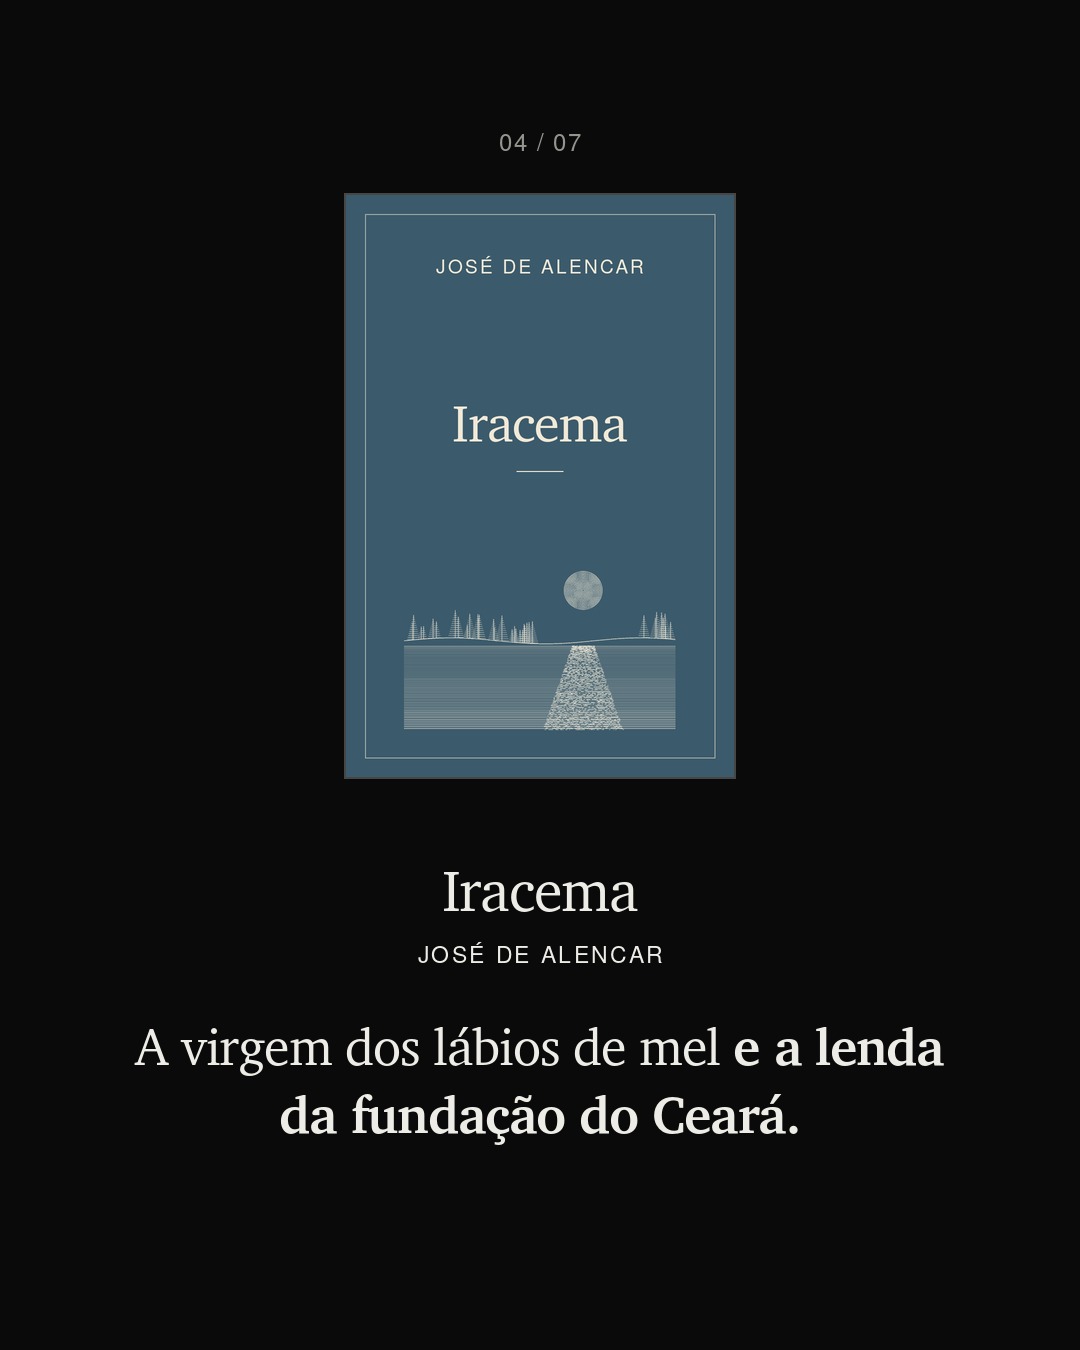 04 / 07
JOSÉ DE ALENCAR
Iracema
Iracema
JOSÉ DE ALENCAR
A virgem dos lábios de mel e a lenda
da fundação do Ceará.